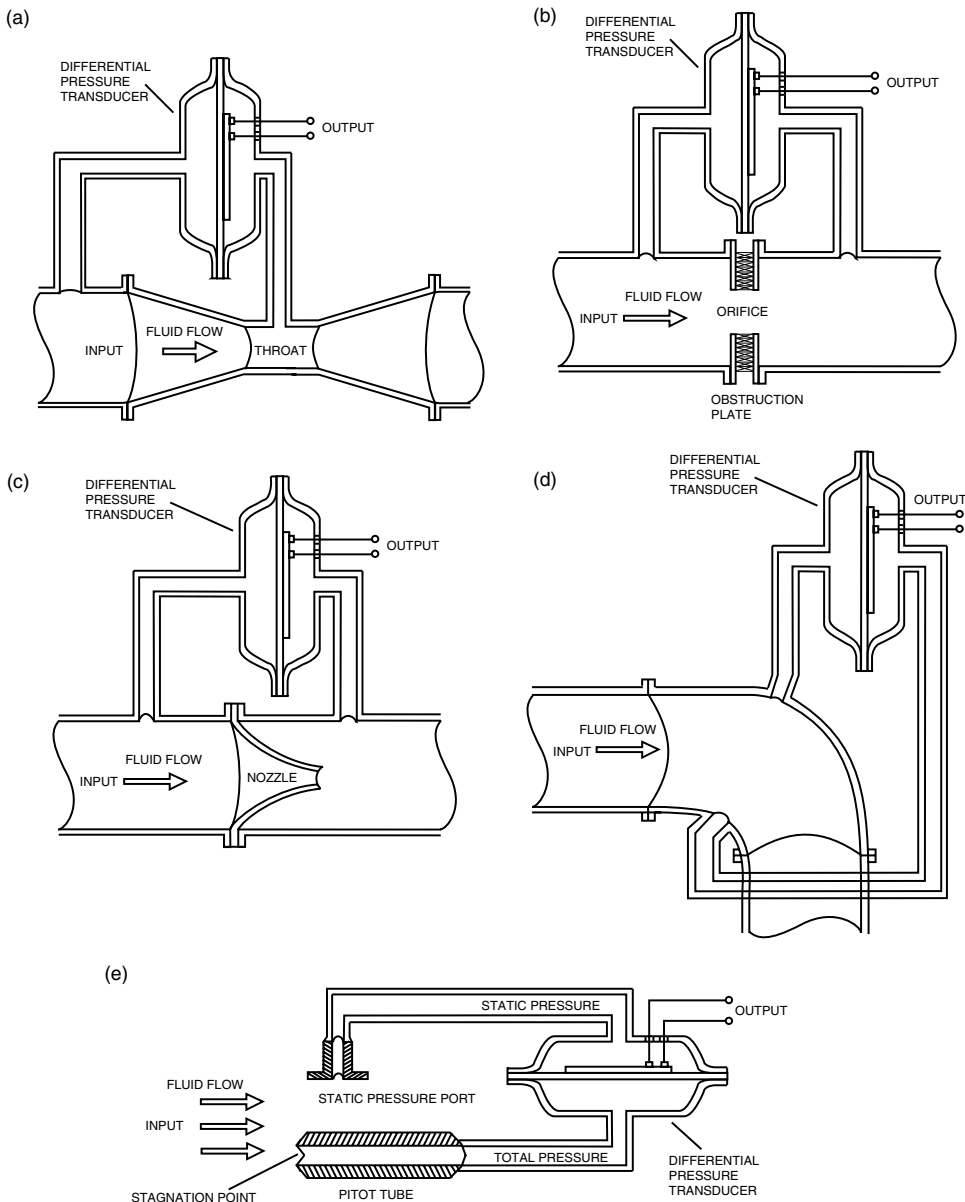 (a)
DIFFERENTIAL
PRESSURE
TRANSDUCER
OUTPUT
FLUID FLOW
INPUT
THROAT
(b)
DIFFERENTIAL
PRESSURE
TRANSDUCER
OUTPUT
FLUID FLOW
INPUT
ORIFICE
OBSTRUCTION
PLATE
(c)
DIFFERENTIAL
PRESSURE
TRANSDUCER
OUTPUT
FLUID FLOW
INPUT
NOZZLE
(d)
DIFFERENTIAL
PRESSURE
TRANSDUCER
OUTPUT
FLUID FLOW
INPUT
(e)
STATIC PRESSURE
OUTPUT
FLUID FLOW
STATIC PRESSURE PORT
INPUT
TOTAL PRESSURE
STAGNATION POINT
PITOT TUBE
DIFFERENTIAL
PRESSURE
TRANSDUCER